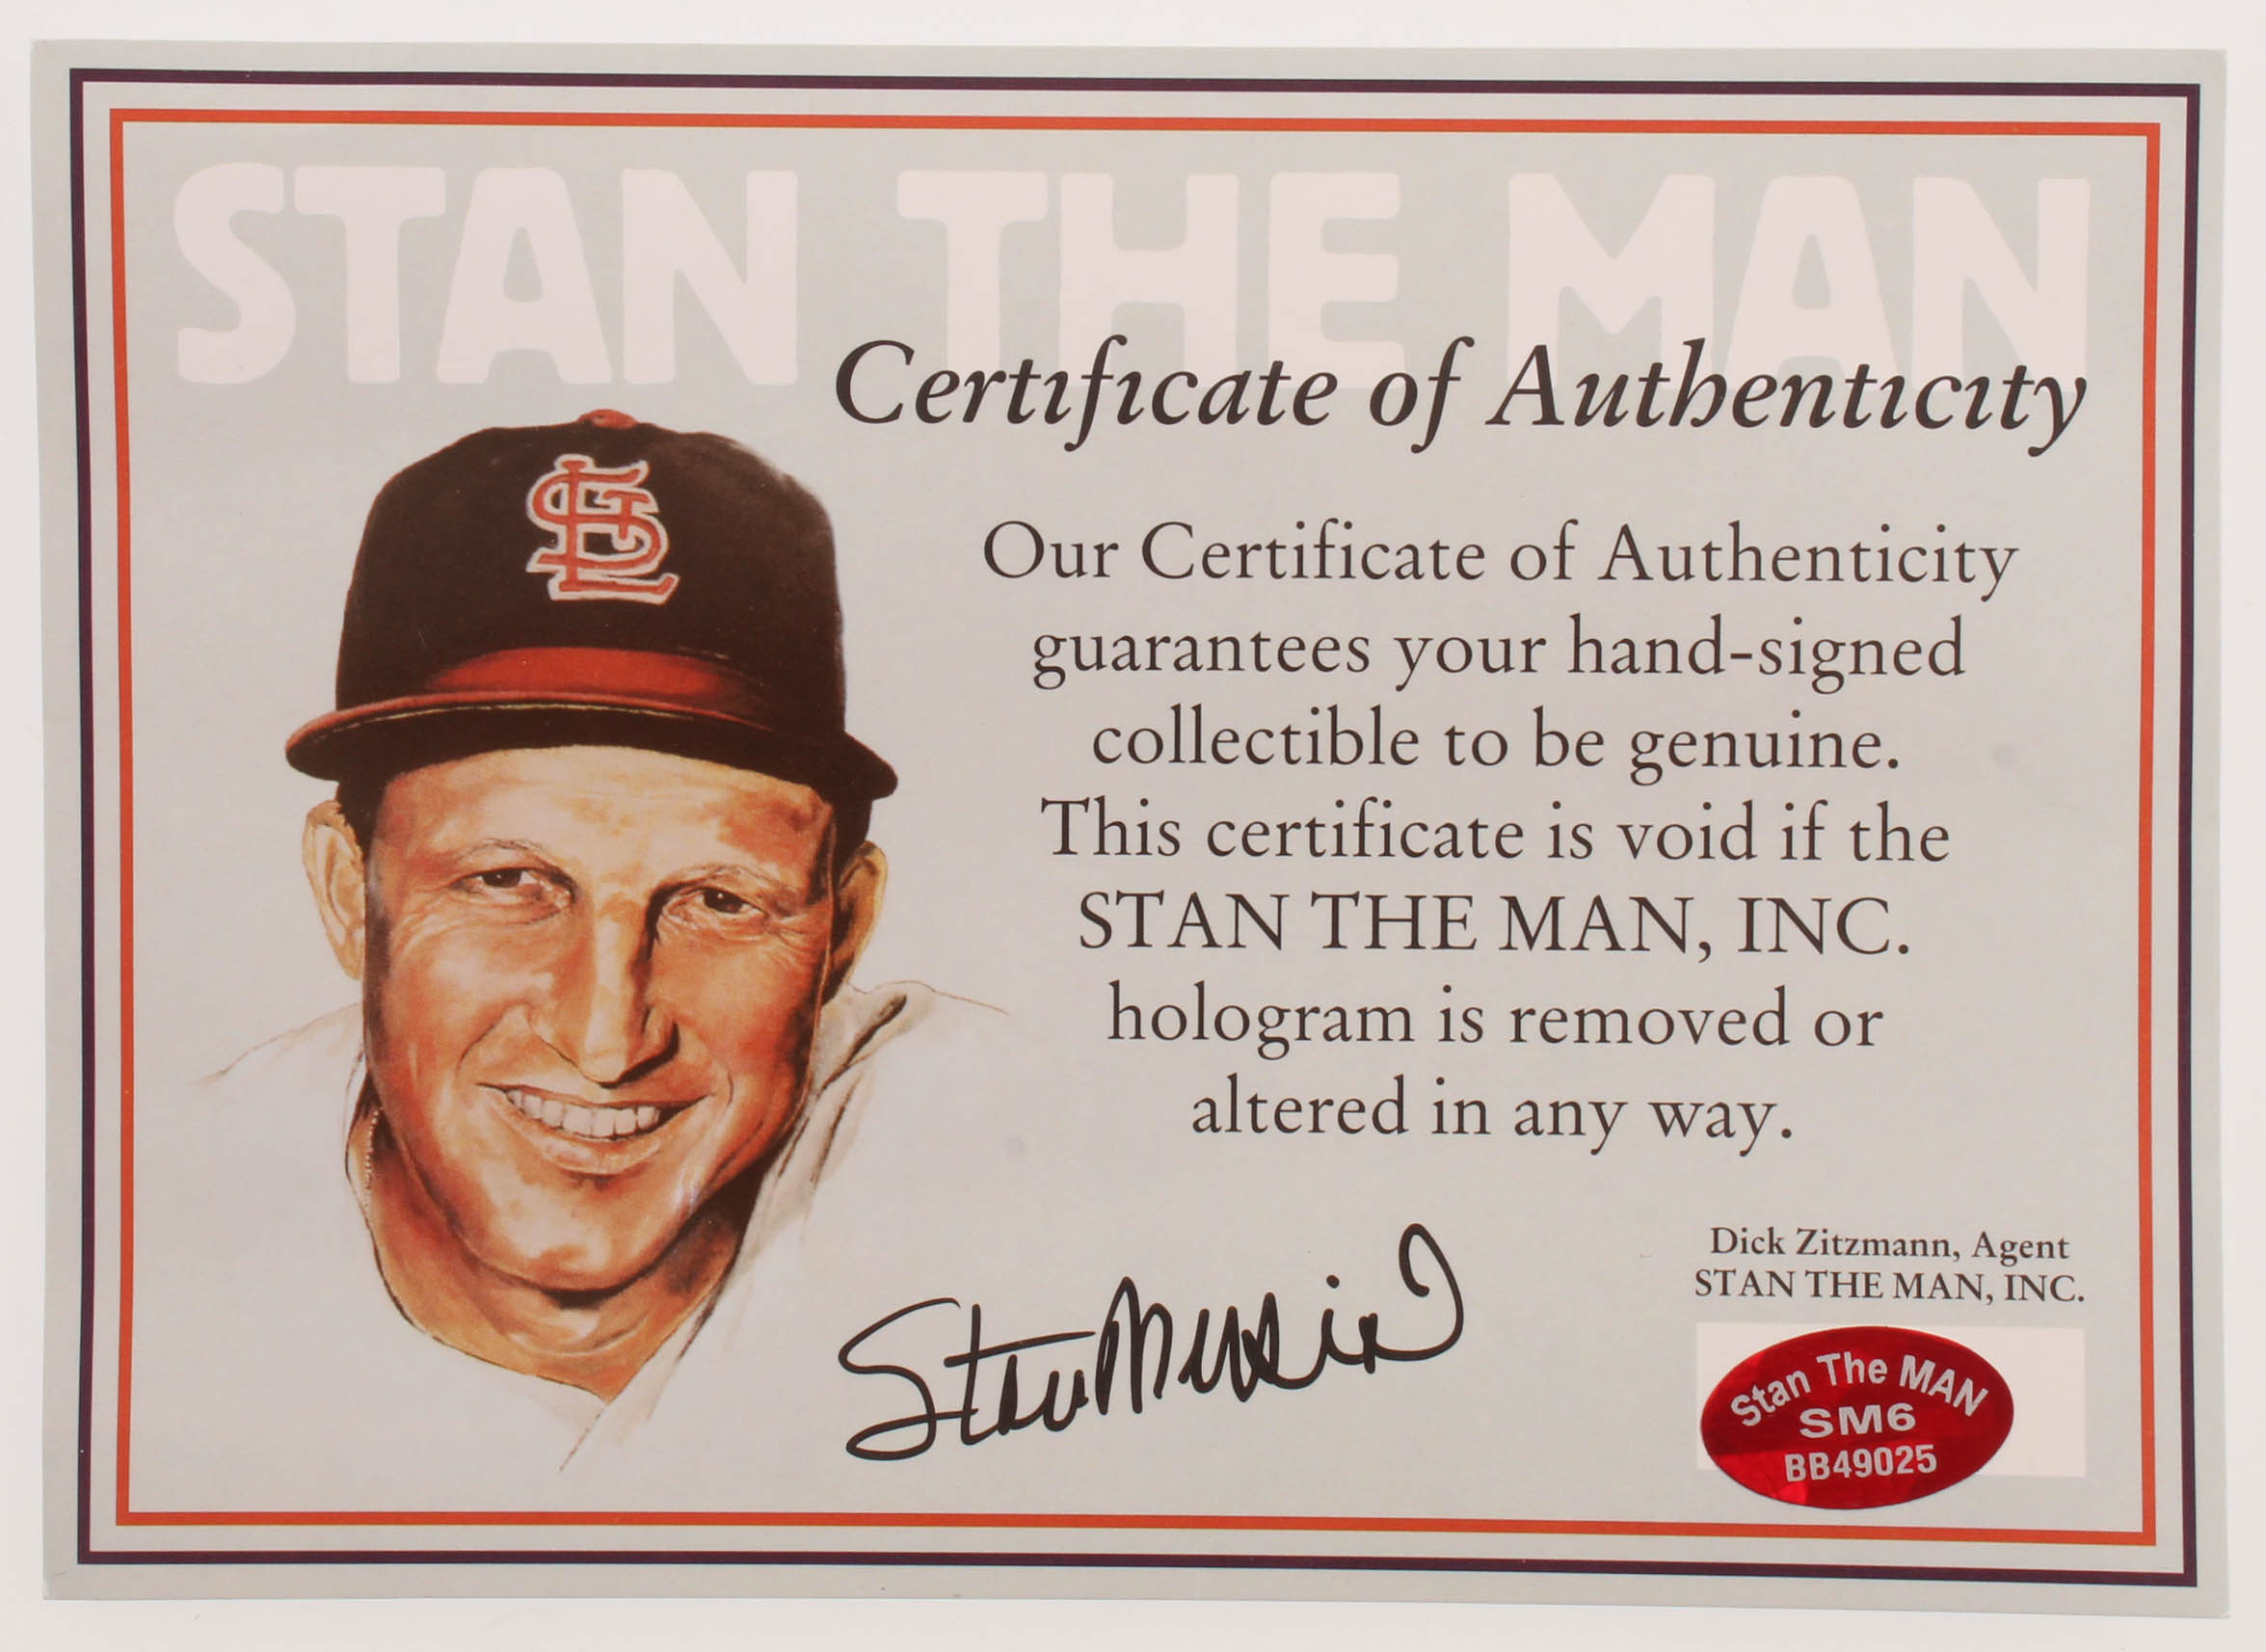 STAN THE MAN
Certificate of Authenticity
STL
Our Certificate of Authenticity
guarantees your hand-signed
collectible to be genuine.
This certificate is void if the
STAN THE MAN, INC.
hologram is removed or
altered in any way.
Dick Zitzmann, Agent
STAN THE MAN, INC.
Stan Musial
Stan The MAN
SM6
BB49025